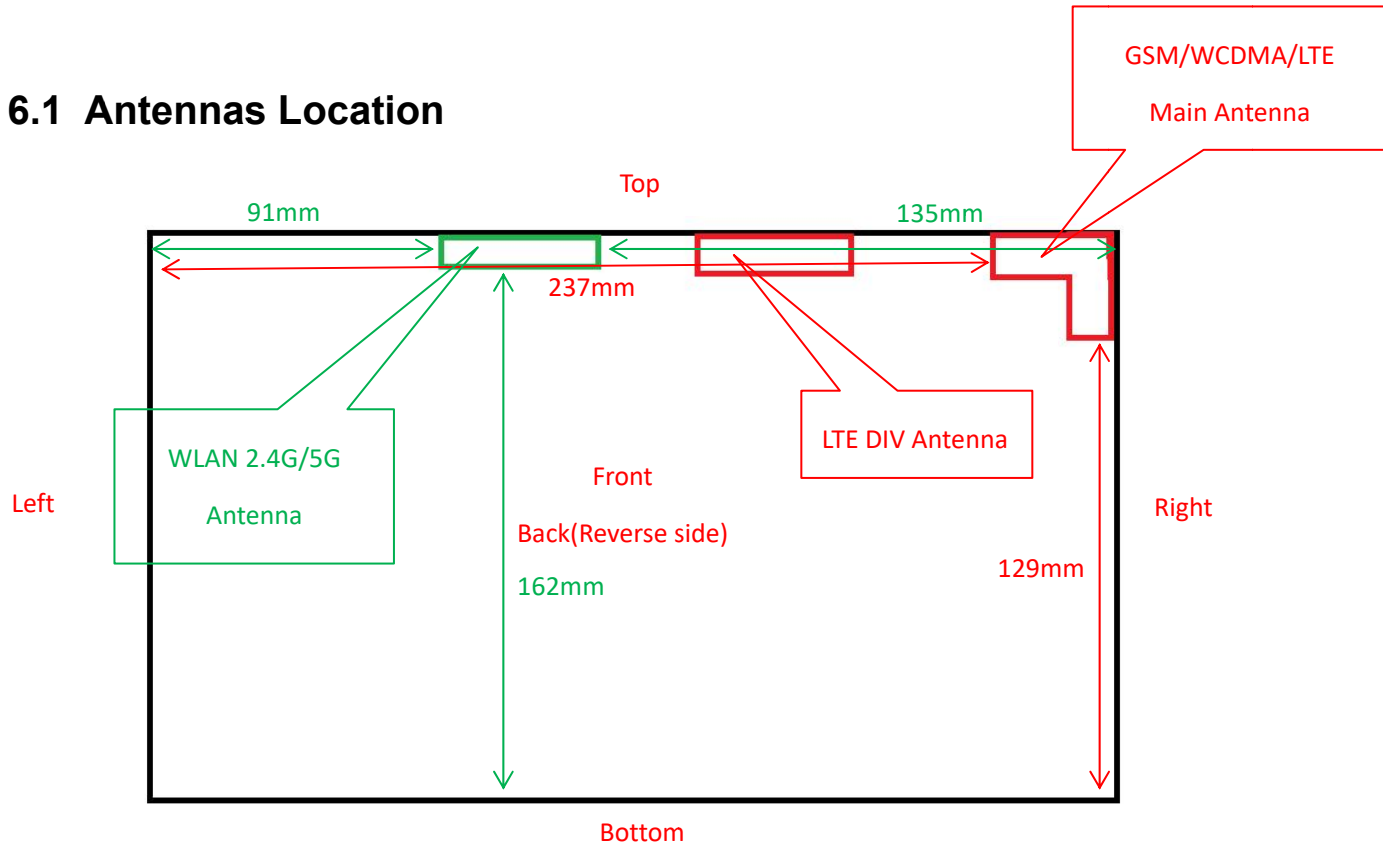 GSM/WCDMA/LTE
Main Antenna
6.1 Antennas Location
Top
91mm
135mm
237mm
LTE DIV Antenna
WLAN 2.4G/5G
Antenna
Left
Front
Back(Reverse side)
162mm
Right
129mm
Bottom